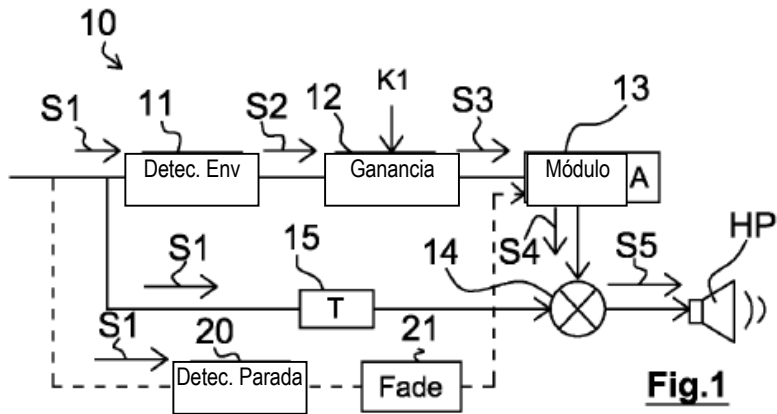 10
S1
11
S2
12
K1
S3
13
Detec. Env
Ganancia
Módulo
A
S1
15
S4
14
S5
HP
T
S1
20
21
Detec. Parada
Fade
Fig.1